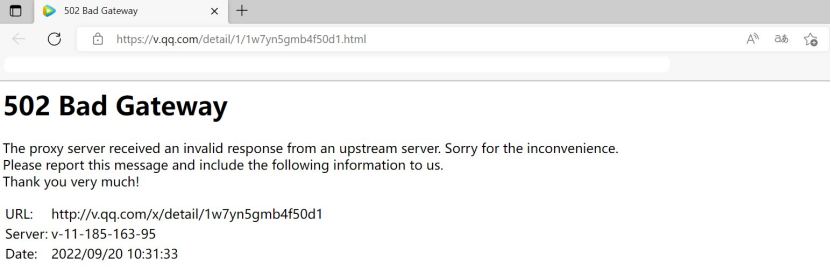 502 Bad Gateway
https://v.qq.com/detail/1/1w7yn5gmb4f50d1.html
A
aあ
502 Bad Gateway
The proxy server received an invalid response from an upstream server. Sorry for the inconvenience.
Please report this message and include the following information to us.
Thank you very much!
URL: http://v.qq.com/x/detail/1w7yn5gmb4f50d1
Server: v-11-185-163-95
Date: 2022/09/20 10:31:33